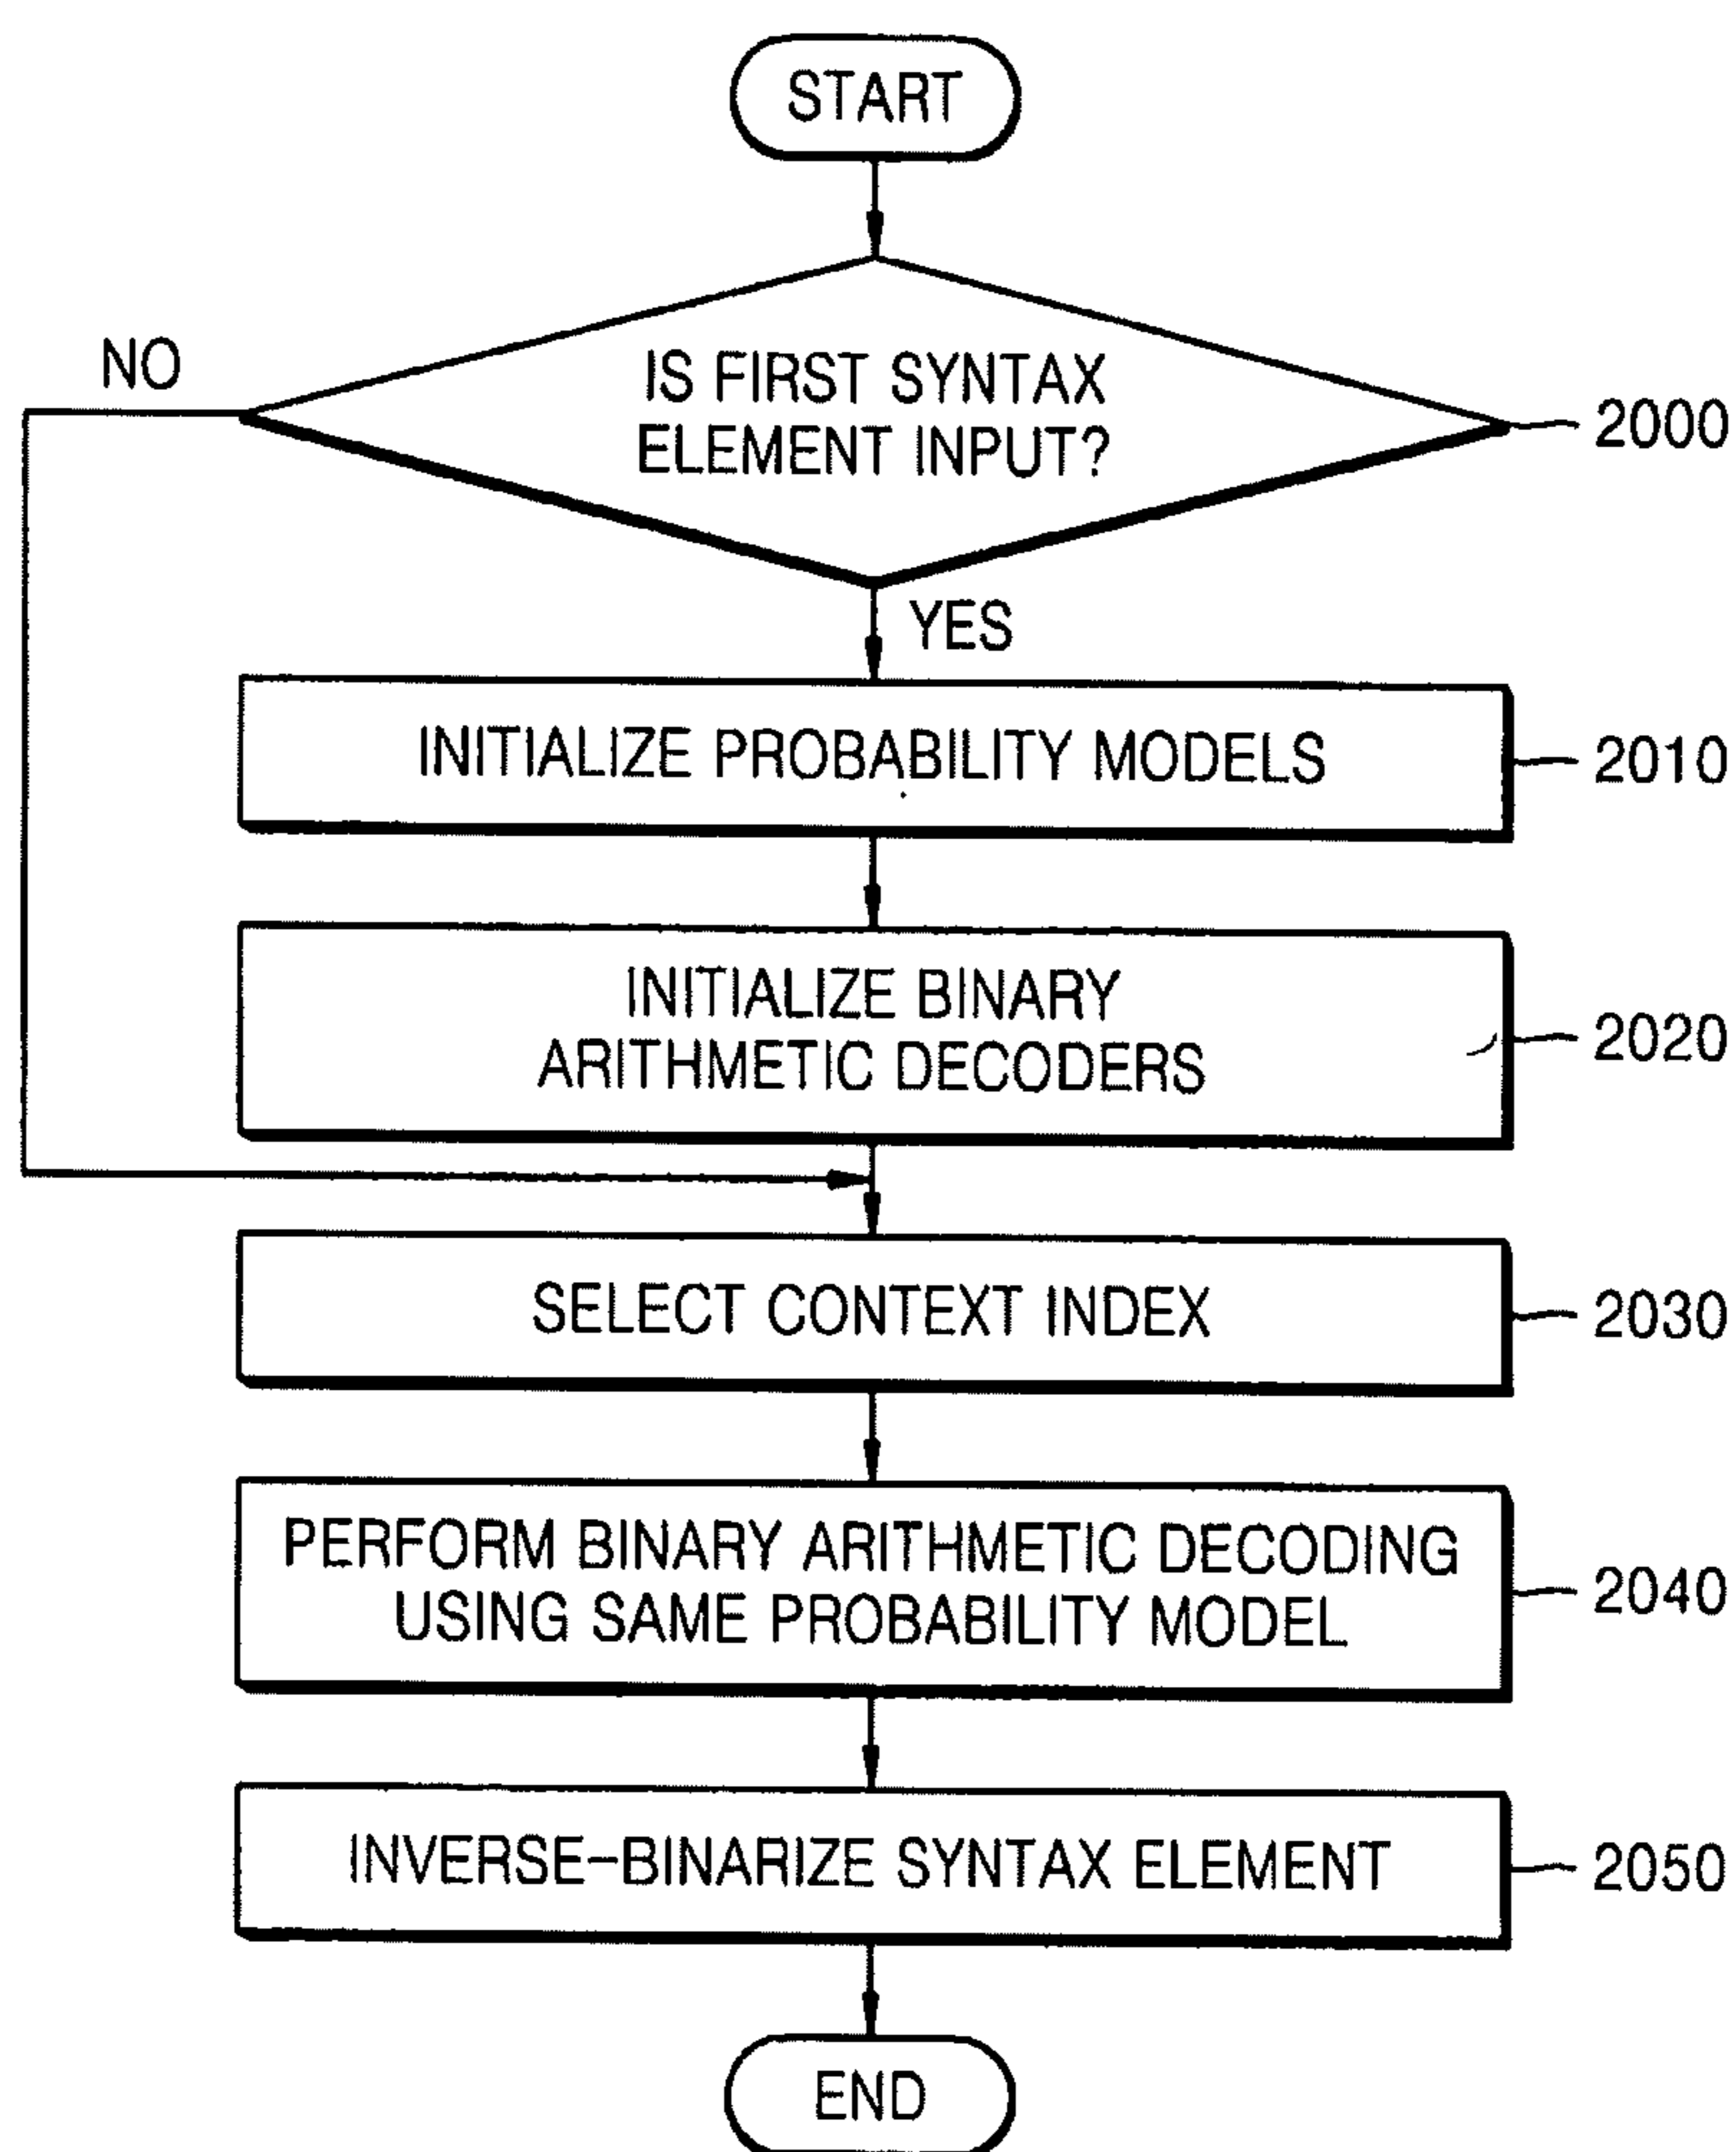 START
NO
IS FIRST SYNTAX
ELEMENT INPUT?
2000
YES
INITIALIZE PROBABILITY MODELS
2010
INITIALIZE BINARY
ARITHMETIC DECODERS
2020
SELECT CONTEXT INDEX
2030
PERFORM BINARY ARITHMETIC DECODING
USING SAME PROBABILITY MODEL
2040
INVERSE-BINARIZE SYNTAX ELEMENT
2050
END